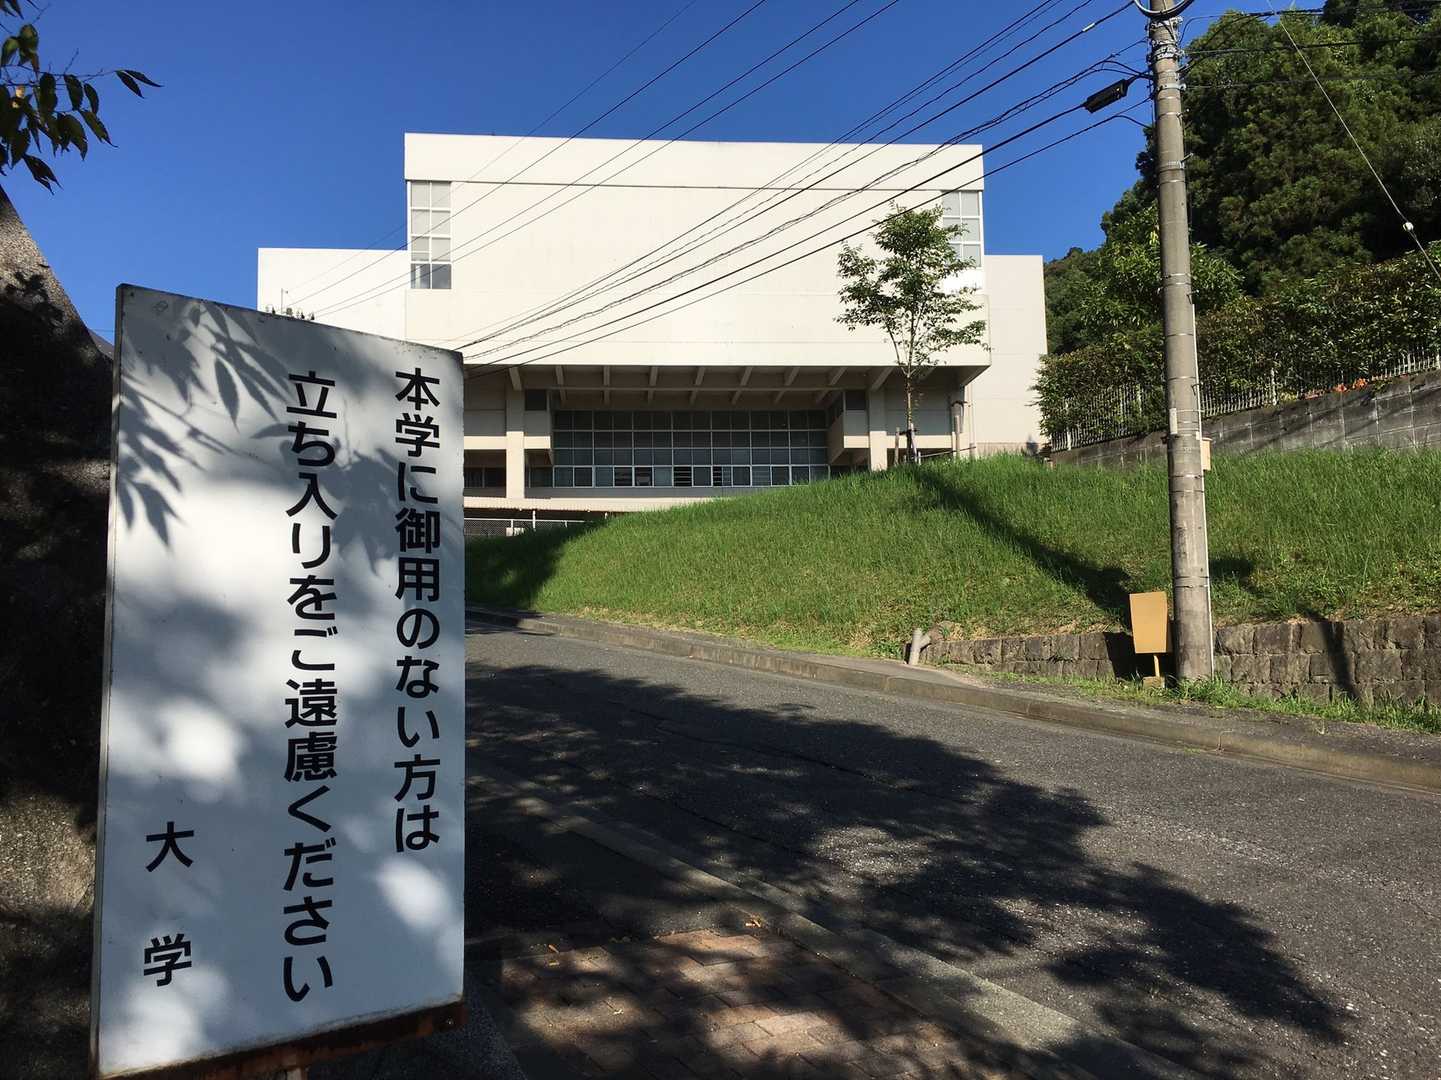 本学に御用のない方は
立ち入りをご遠慮ください
大学